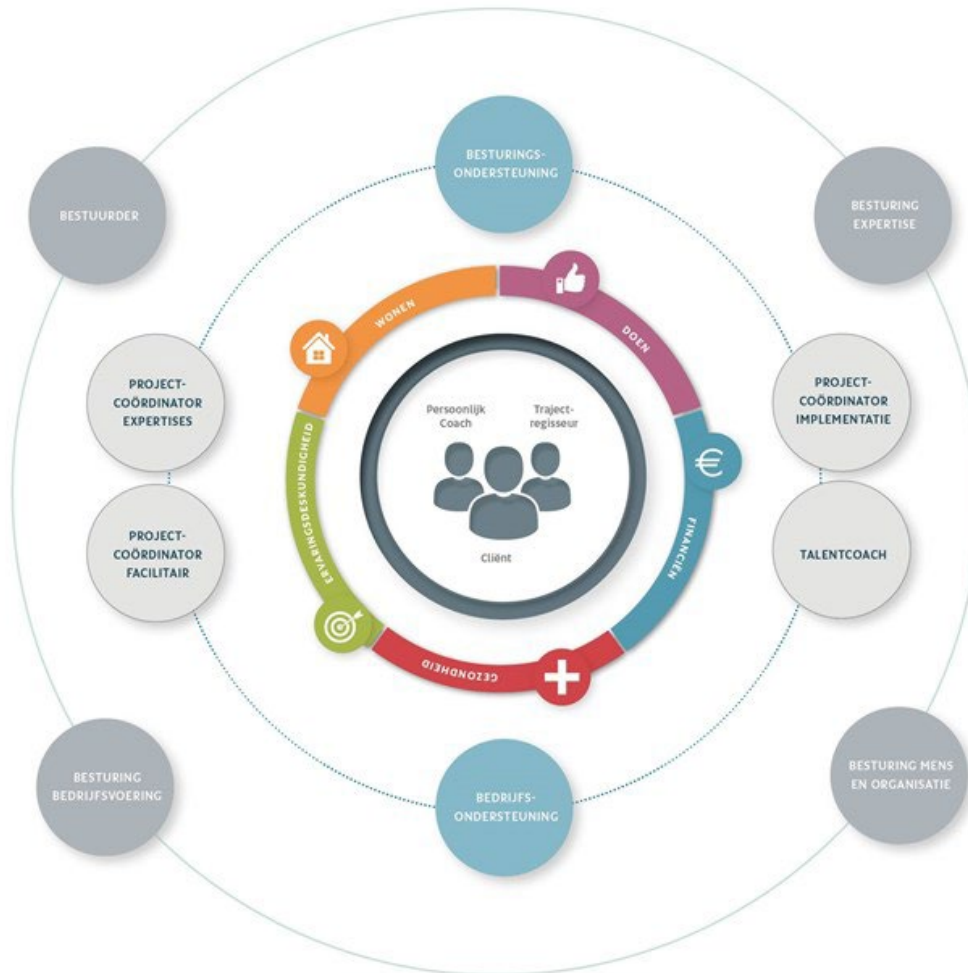 BESTURINGS-
ONDERSTEUNING
BESTUURDER
BESTURING
EXPERTISE
WONEN
DOEN
PROJECT-
COÖRDINATOR
EXPERTISES
PROJECT-
COÖRDINATOR
IMPLEMENTATIE
Persoonlijk
Coach
Traject-
regisseur
ERVARINGSDESKUNDIGHEID
€
FINANCIËN
PROJECT-
COÖRDINATOR
FACILITAIR
TALENTCOACH
Cliënt
GEZONDHEID
BESTURING
BEDRIJFSVOERING
BEDRIJFS-
ONDERSTEUNING
BESTURING MENS
EN ORGANISATIE